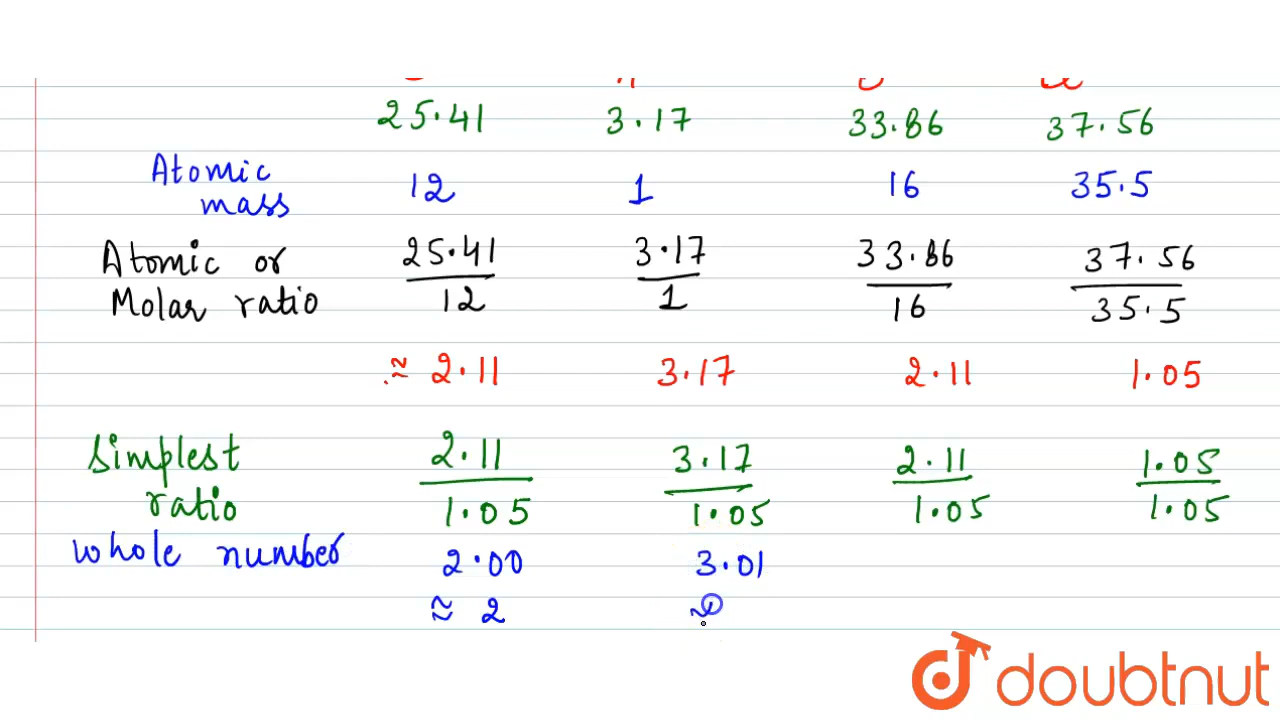 25.41 3.17 33.86 37.56
Atomic mass 12 1 16 35.5
Atomic or Molar ratio 25.41/12 3.17/1 33.86/16 37.56/35.5
≈ 2.11 3.17 2.11 1.05
Simplest ratio 2.11/1.05 3.17/1.05 2.11/1.05 1.05/1.05
Whole number 2.00 3.01
≈ 2
doubtnut